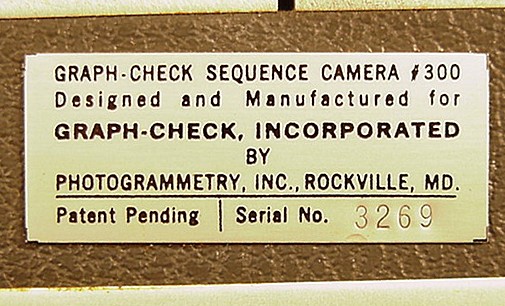 GRAPH-CHECK SEQUENCE CAMERA #300
Designed and Manufactured for
GRAPH-CHECK, INCORPORATED
BY
PHOTOGRAMMETRY, INC., ROCKVILLE, MD.
Patent Pending | Serial No. 3269